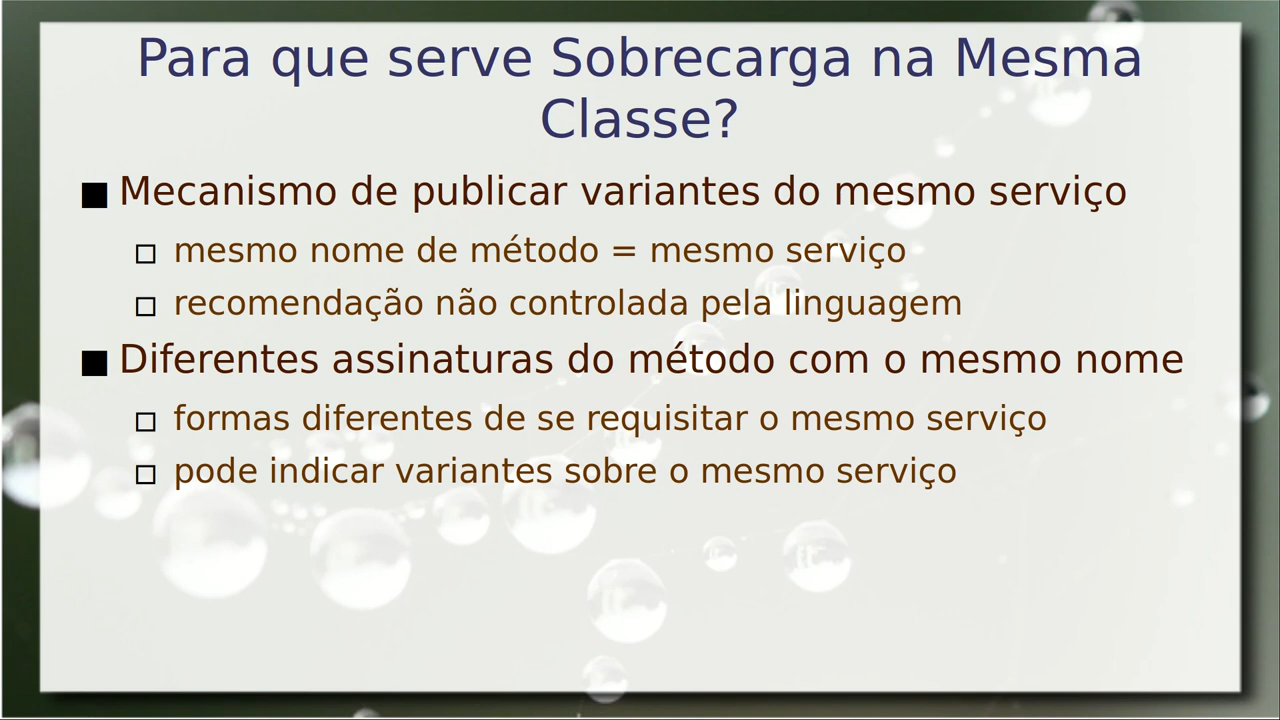 Para que serve Sobrecarga na Mesma
Classe?
Mecanismo de publicar variantes do mesmo serviço
mesmo nome de método = mesmo serviço
recomendação não controlada pela linguagem
Diferentes assinaturas do método com o mesmo nome
formas diferentes de se requisitar o mesmo serviço
pode indicar variantes sobre o mesmo serviço